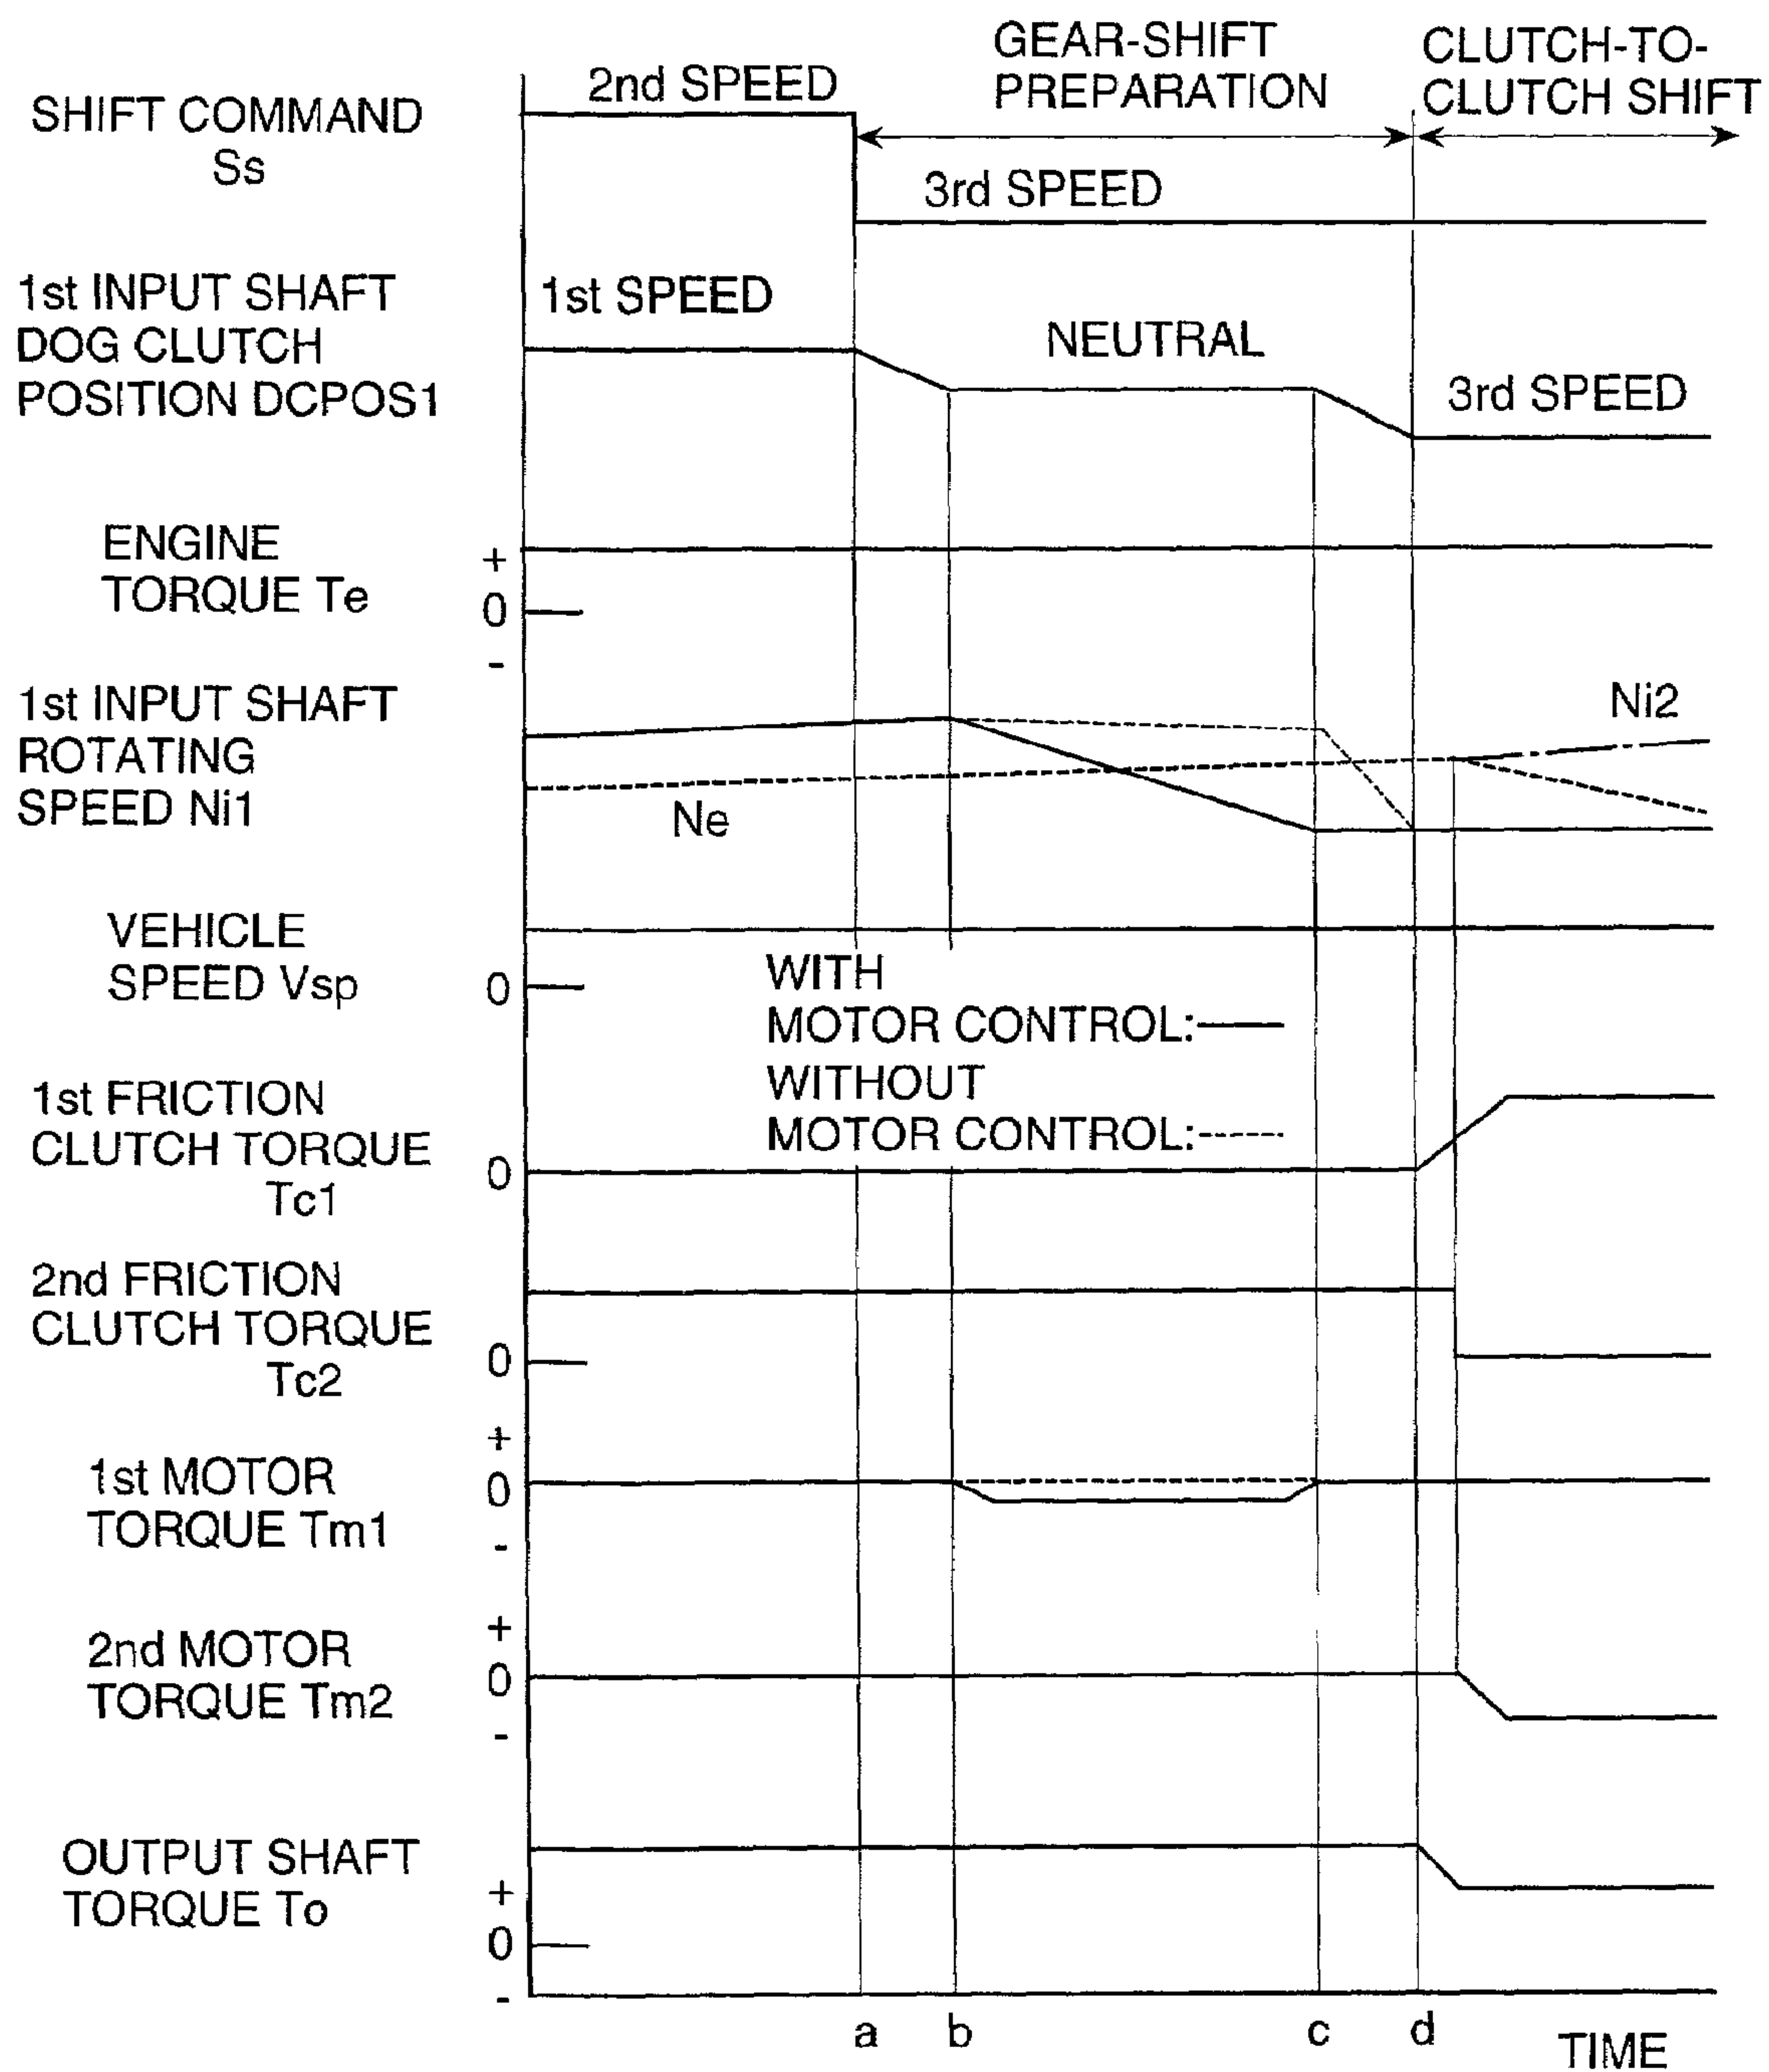 GEAR-SHIFT
PREPARATION
CLUTCH-TO-
CLUTCH SHIFT
2nd SPEED
SHIFT COMMAND
Ss
3rd SPEED
1st INPUT SHAFT
DOG CLUTCH
POSITION DCPOS1
1st SPEED
NEUTRAL
3rd SPEED
ENGINE
TORQUE Te
+
0
-
1st INPUT SHAFT
ROTATING
SPEED Ni1
Ne
Ni2
VEHICLE
SPEED Vsp
0
WITH
MOTOR CONTROL:
WITHOUT
MOTOR CONTROL:
1st FRICTION
CLUTCH TORQUE
Tc1
0
2nd FRICTION
CLUTCH TORQUE
Tc2
0
1st MOTOR
TORQUE Tm1
+
0
-
2nd MOTOR
TORQUE Tm2
+
0
-
OUTPUT SHAFT
TORQUE To
+
0
-
a b c d
TIME